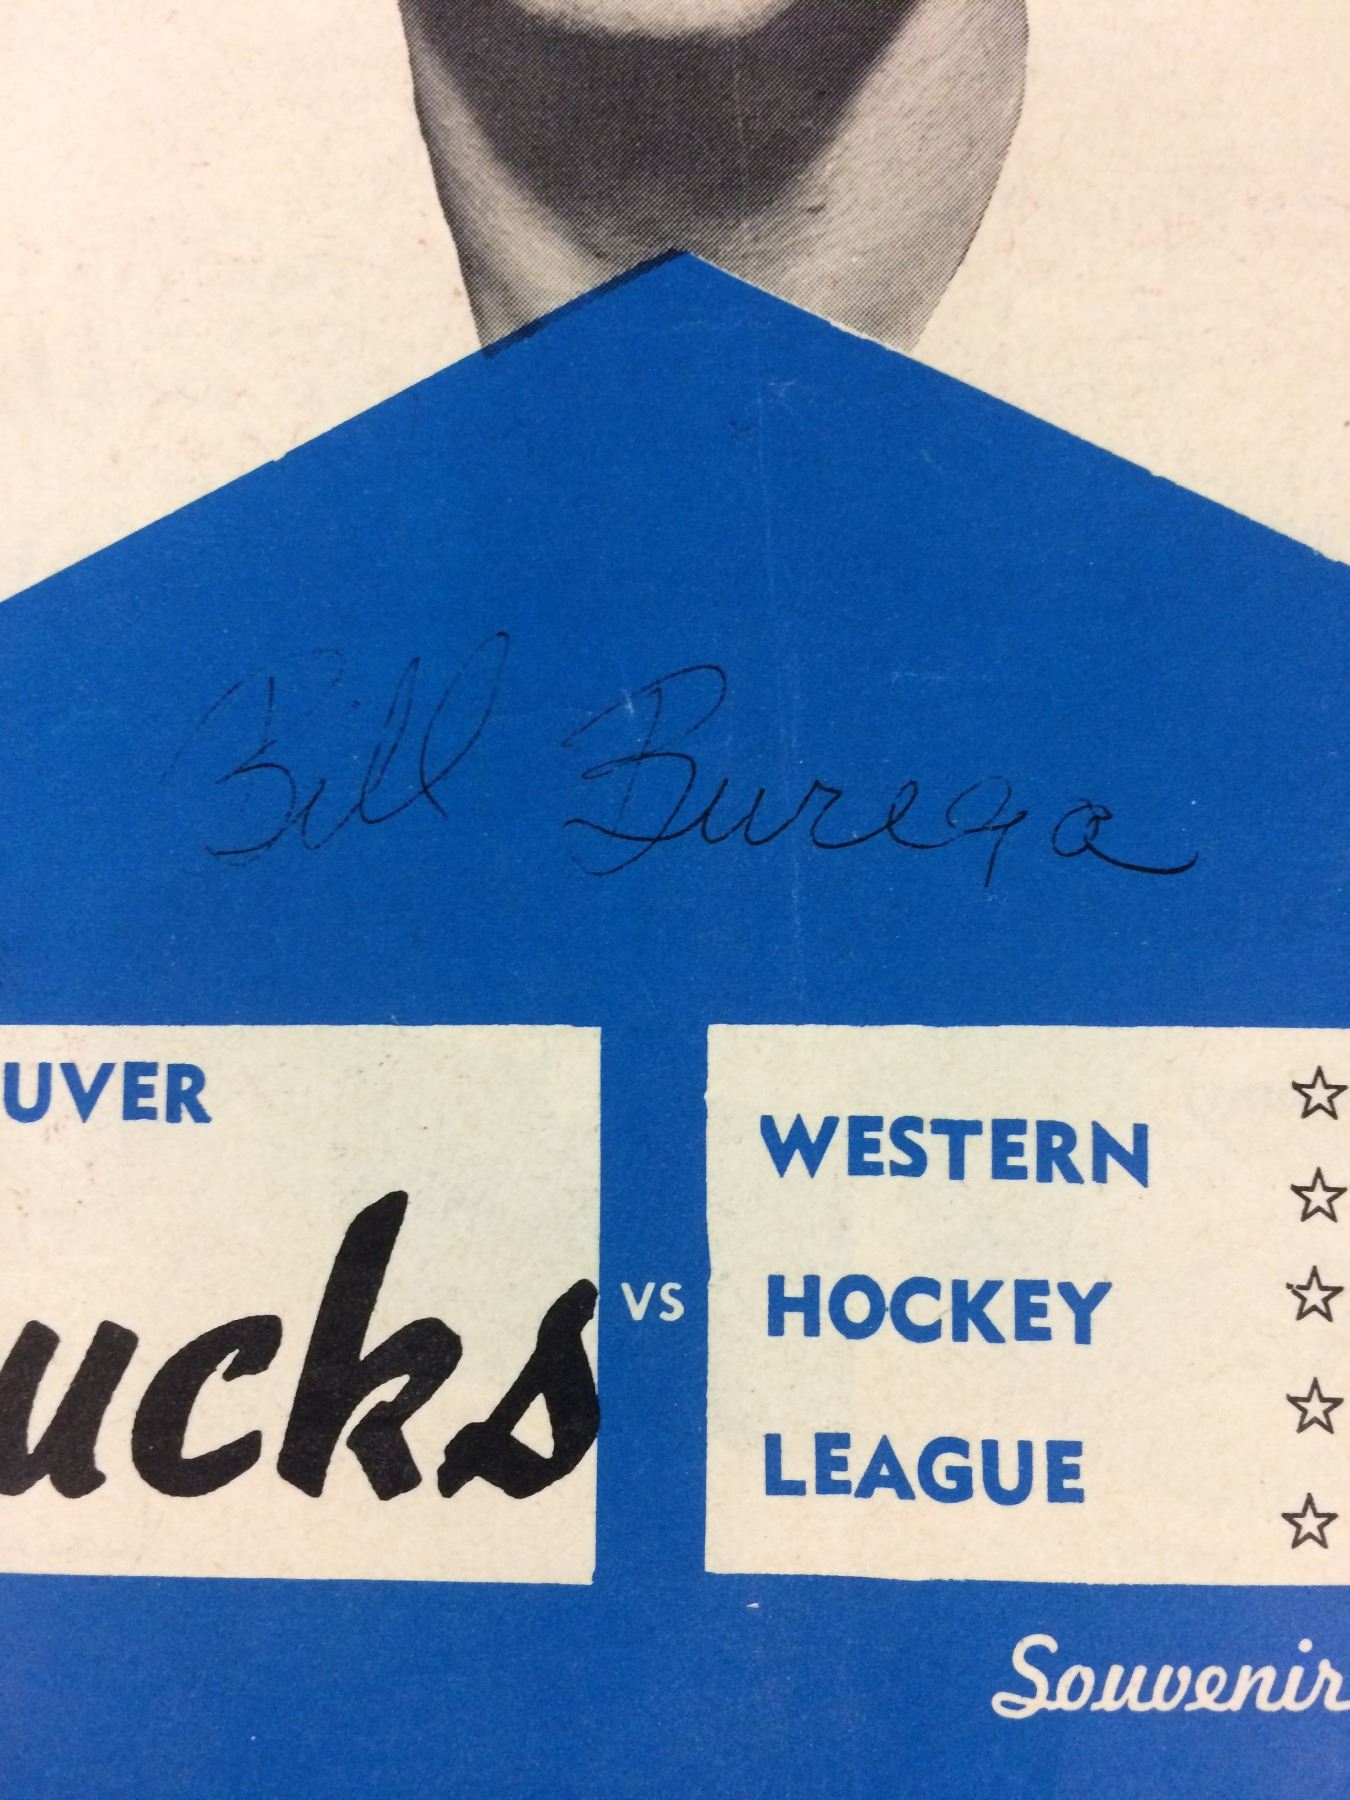 Bill Burega
UVER
ucks
VS
WESTERN
HOCKEY
LEAGUE
Souvenir